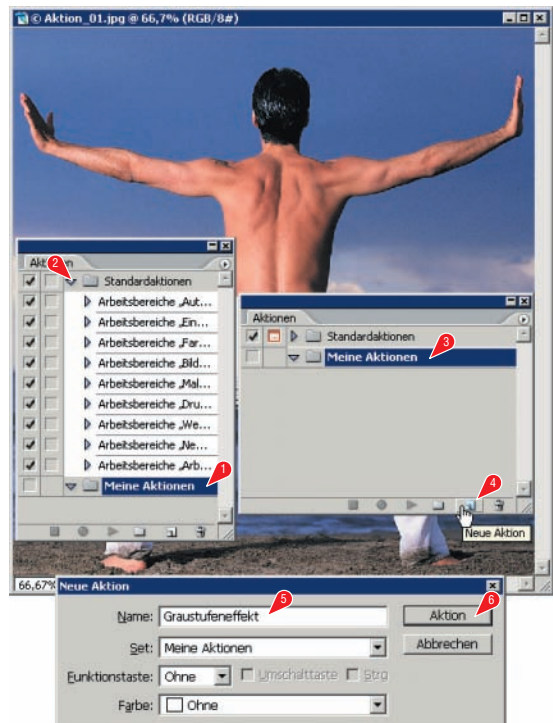 © Aktion_01.jpg @ 66,7% (RGB/8#)
2
Standardaktionen
Arbeitsbereiche „Aut...
Arbeitsbereiche „Ein...
Arbeitsbereiche „Far...
Arbeitsbereiche „Bild...
Arbeitsbereiche „Mal...
Arbeitsbereiche „Dru...
Arbeitsbereiche „We...
Arbeitsbereiche „Ne...
Arbeitsbereiche „Arb...
1
Meine Aktionen
Aktionen
Standardaktionen
3
Meine Aktionen
4
Neue Aktion
66,67%
Neue Aktion
5
6
Name: Graustufeneffekt
Aktion
Set: Meine Aktionen
Abbrechen
Funktionstaste: Ohne Umschalttaste Strg
Farbe: Ohne